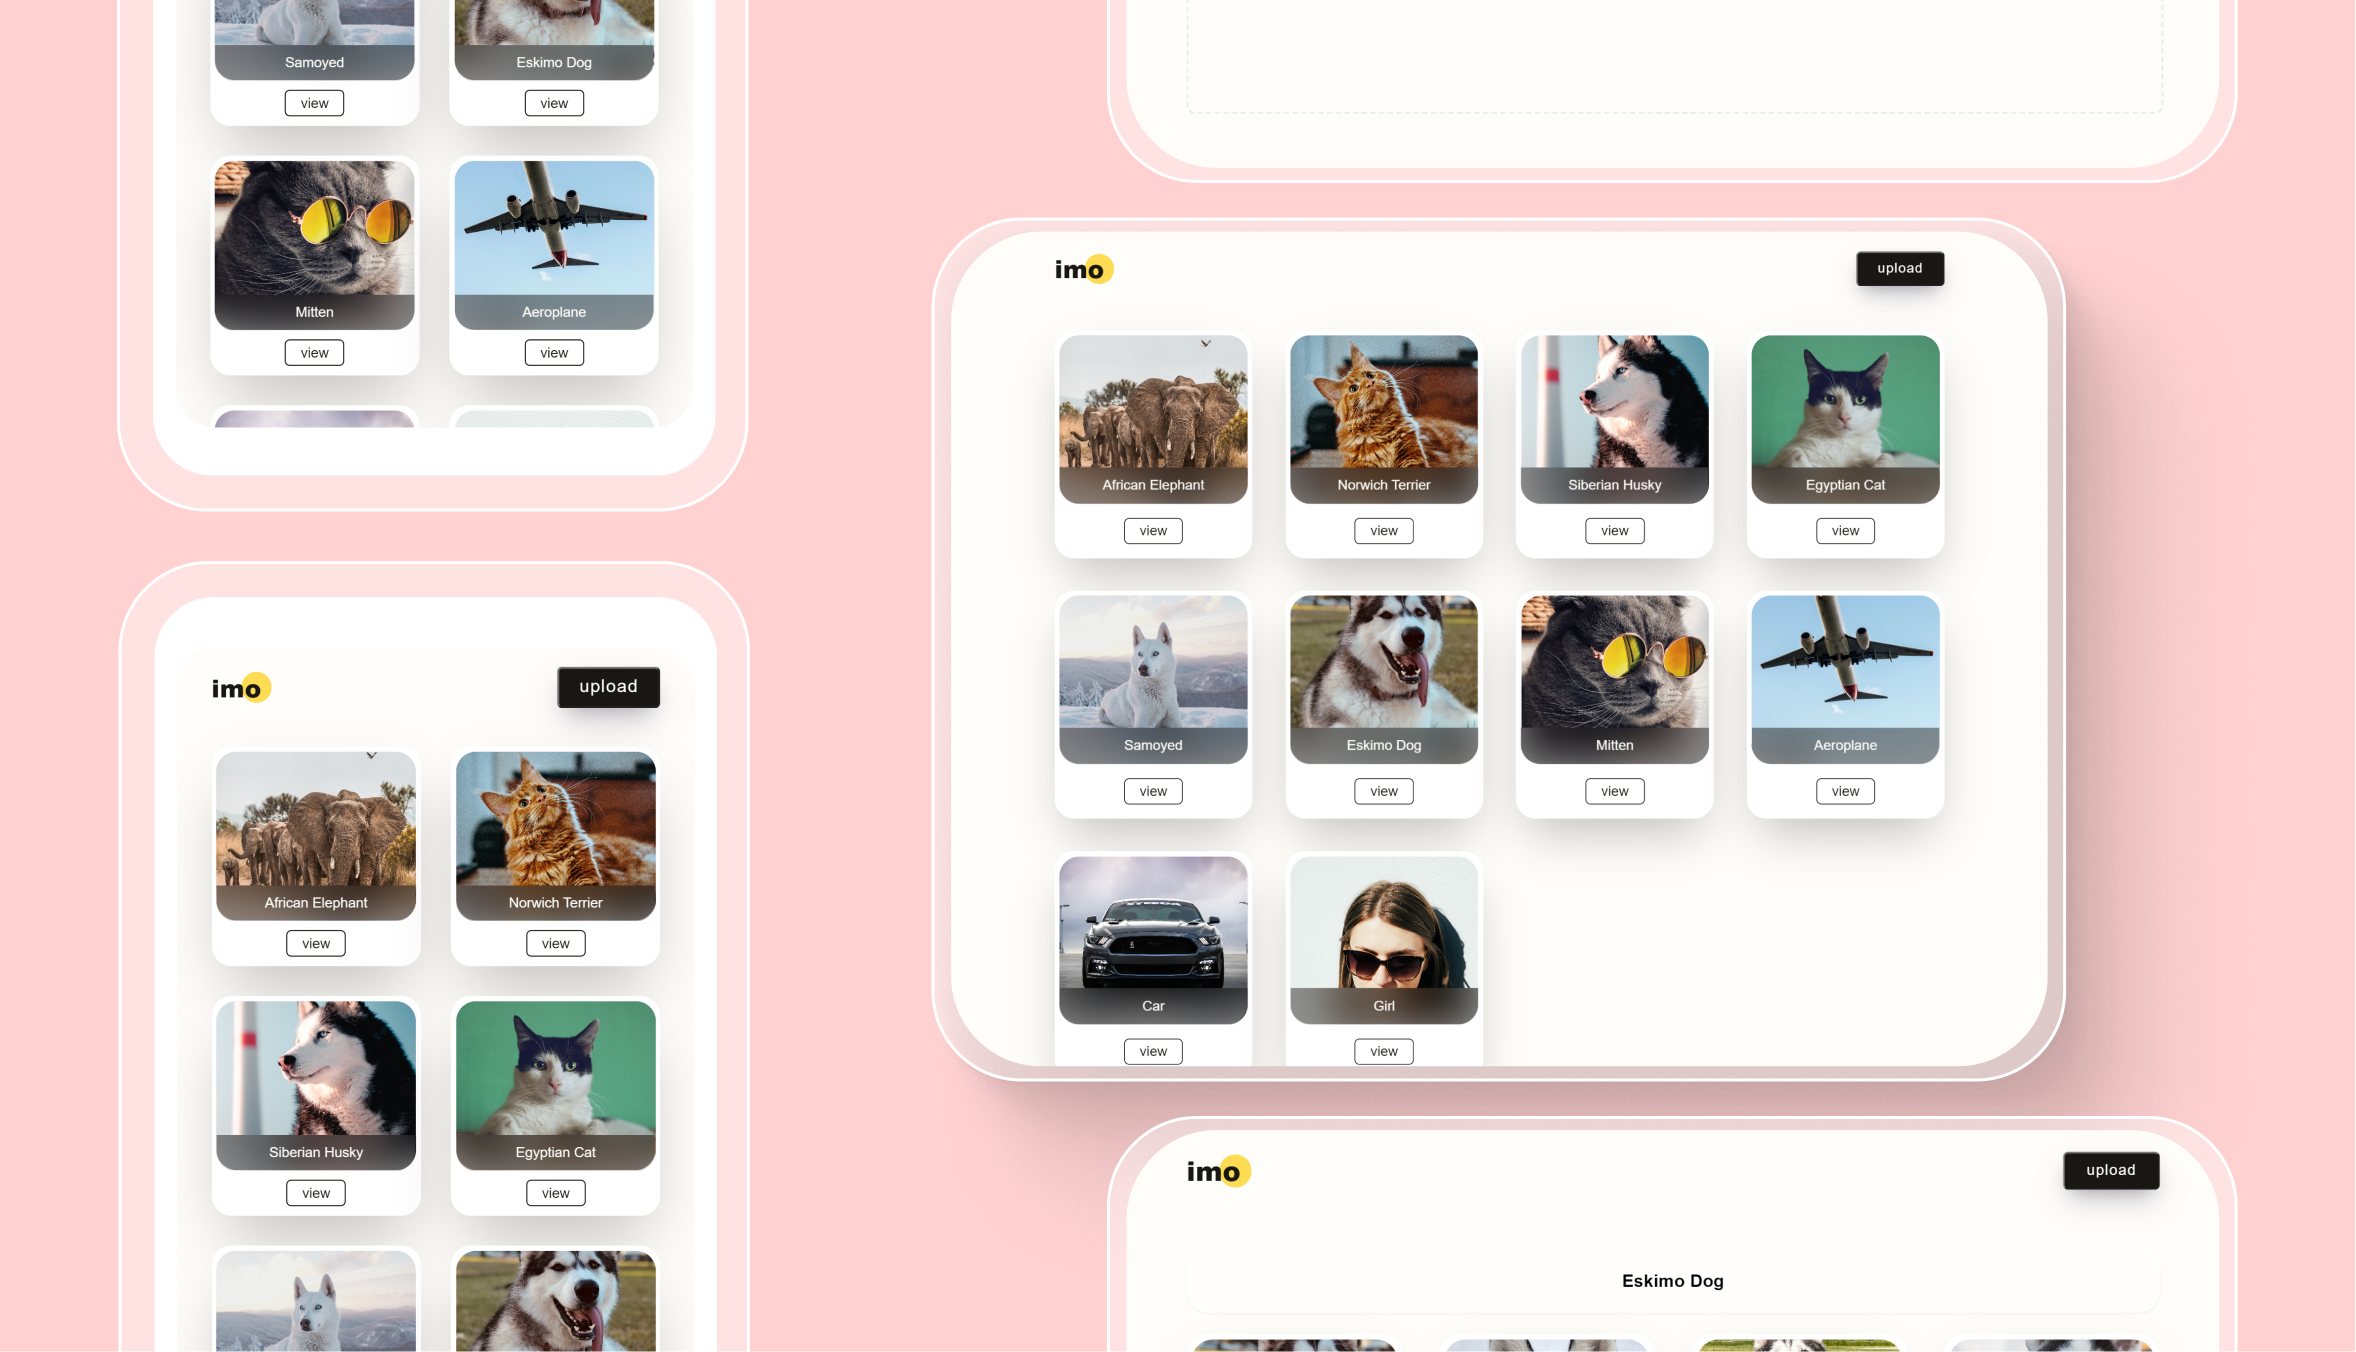 Samoyed
Eskimo Dog
view
view
Mitten
Aeroplane
view
view
imo
upload
African Elephant
Norwich Terrier
view
view
Siberian Husky
Egyptian Cat
view
view
imo
upload
African Elephant
Norwich Terrier
Siberian Husky
Egyptian Cat
view
view
view
view
Samoyed
Eskimo Dog
Mitten
Aeroplane
view
view
view
view
Car
Girl
view
view
imo
upload
Eskimo Dog